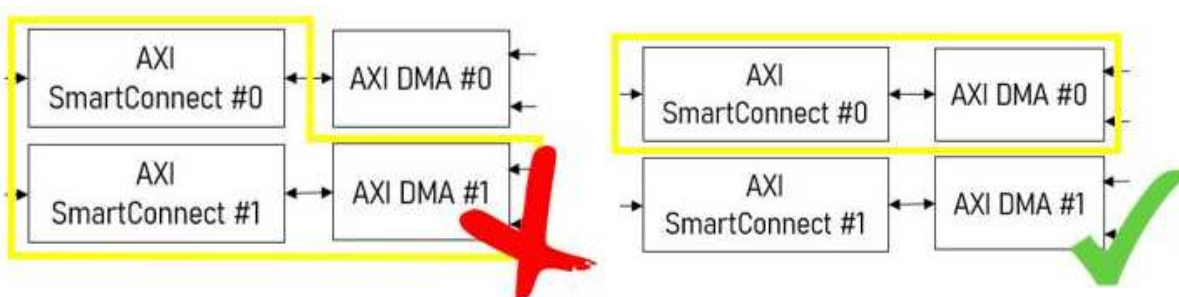 AXI
SmartConnect #0
AXI DMA #0
AXI
SmartConnect #1
AXI DMA #1
AXI
SmartConnect #0
AXI DMA #0
AXI
SmartConnect #1
AXI DMA #1